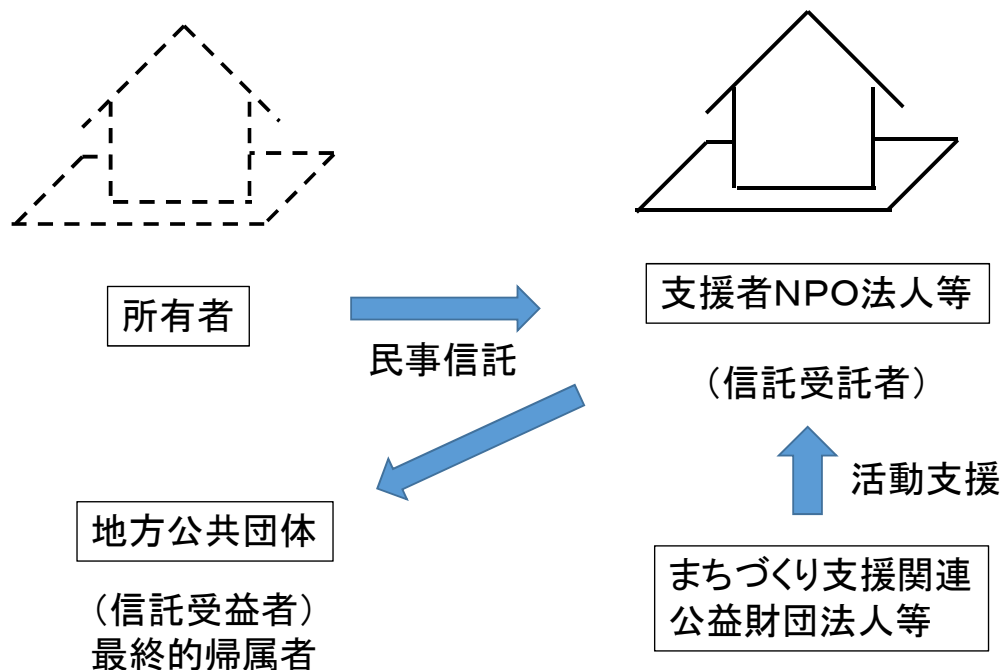 所有者
民事信託
支援者NPO法人等
（信託受託者）
活動支援
地方公共団体
（信託受益者）
最終的帰属者
まちづくり支援関連
公益財団法人等